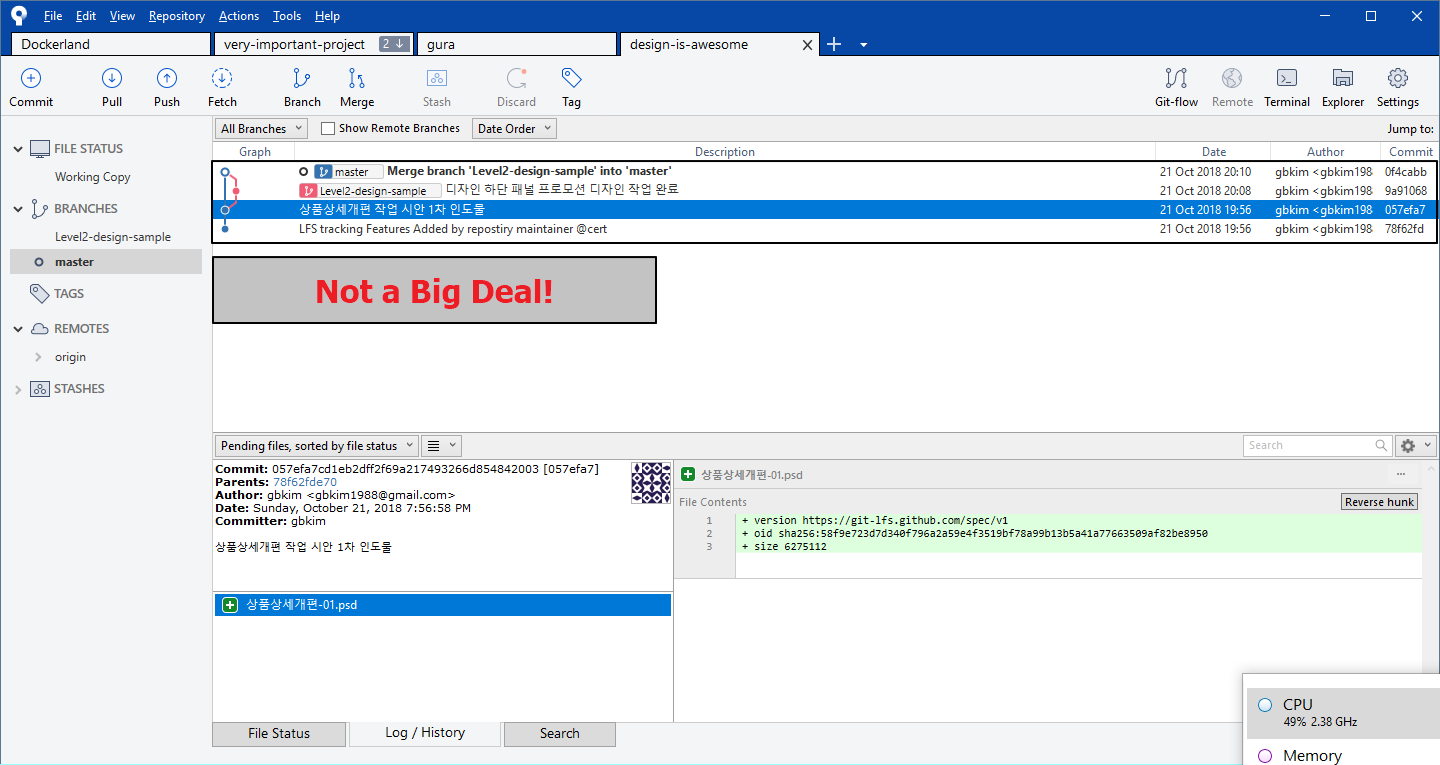 File Edit View Repository Actions Tools Help
Dockerland very-important-project 2 gura design-is-awesome
Commit Pull Push Fetch Branch Merge Stash Discard Tag Git-flow Remote Terminal Explorer Settings
All Branches Show Remote Branches Date Order Jump to:
Graph Description Date Author Commit
master Merge branch 'Level2-design-sample' into 'master' 21 Oct 2018 20:10 gbkim <gbkim198 0f4cabb
Level2-design-sample 디자인 하단 패널 프로모션 디자인 작업 완료 21 Oct 2018 20:08 gbkim <gbkim198 9a91068
상품상세개편 작업 시안 1차 인도물 21 Oct 2018 19:56 gbkim <gbkim198 057efa7
LFS tracking Features Added by repostiry maintainer @cert 21 Oct 2018 19:56 gbkim <gbkim198 78f62fd
FILE STATUS
Working Copy
BRANCHES
Level2-design-sample
master
TAGS
REMOTES
origin
STASHES
Not a Big Deal!
Pending files, sorted by file status Search
Commit: 057efa7cd1eb2dff2f69a217493266d854842003 [057efa7]
Parents: 78f62fde70
Author: gbkim <gbkim1988@gmail.com>
Date: Sunday, October 21, 2018 7:56:58 PM
Committer: gbkim
상품상세개편 작업 시안 1차 인도물
상품상세개편-01.psd
상품상세개편-01.psd ...
File Contents Reverse hunk
1 + version https://git-lfs.github.com/spec/v1
2 + oid sha256:58f9e723d7d340f796a2a59e4f3519bf78a99b13b5a41a77663509af82be8950
3 + size 6275112
File Status Log / History Search
CPU
49% 2.38 GHz
Memory